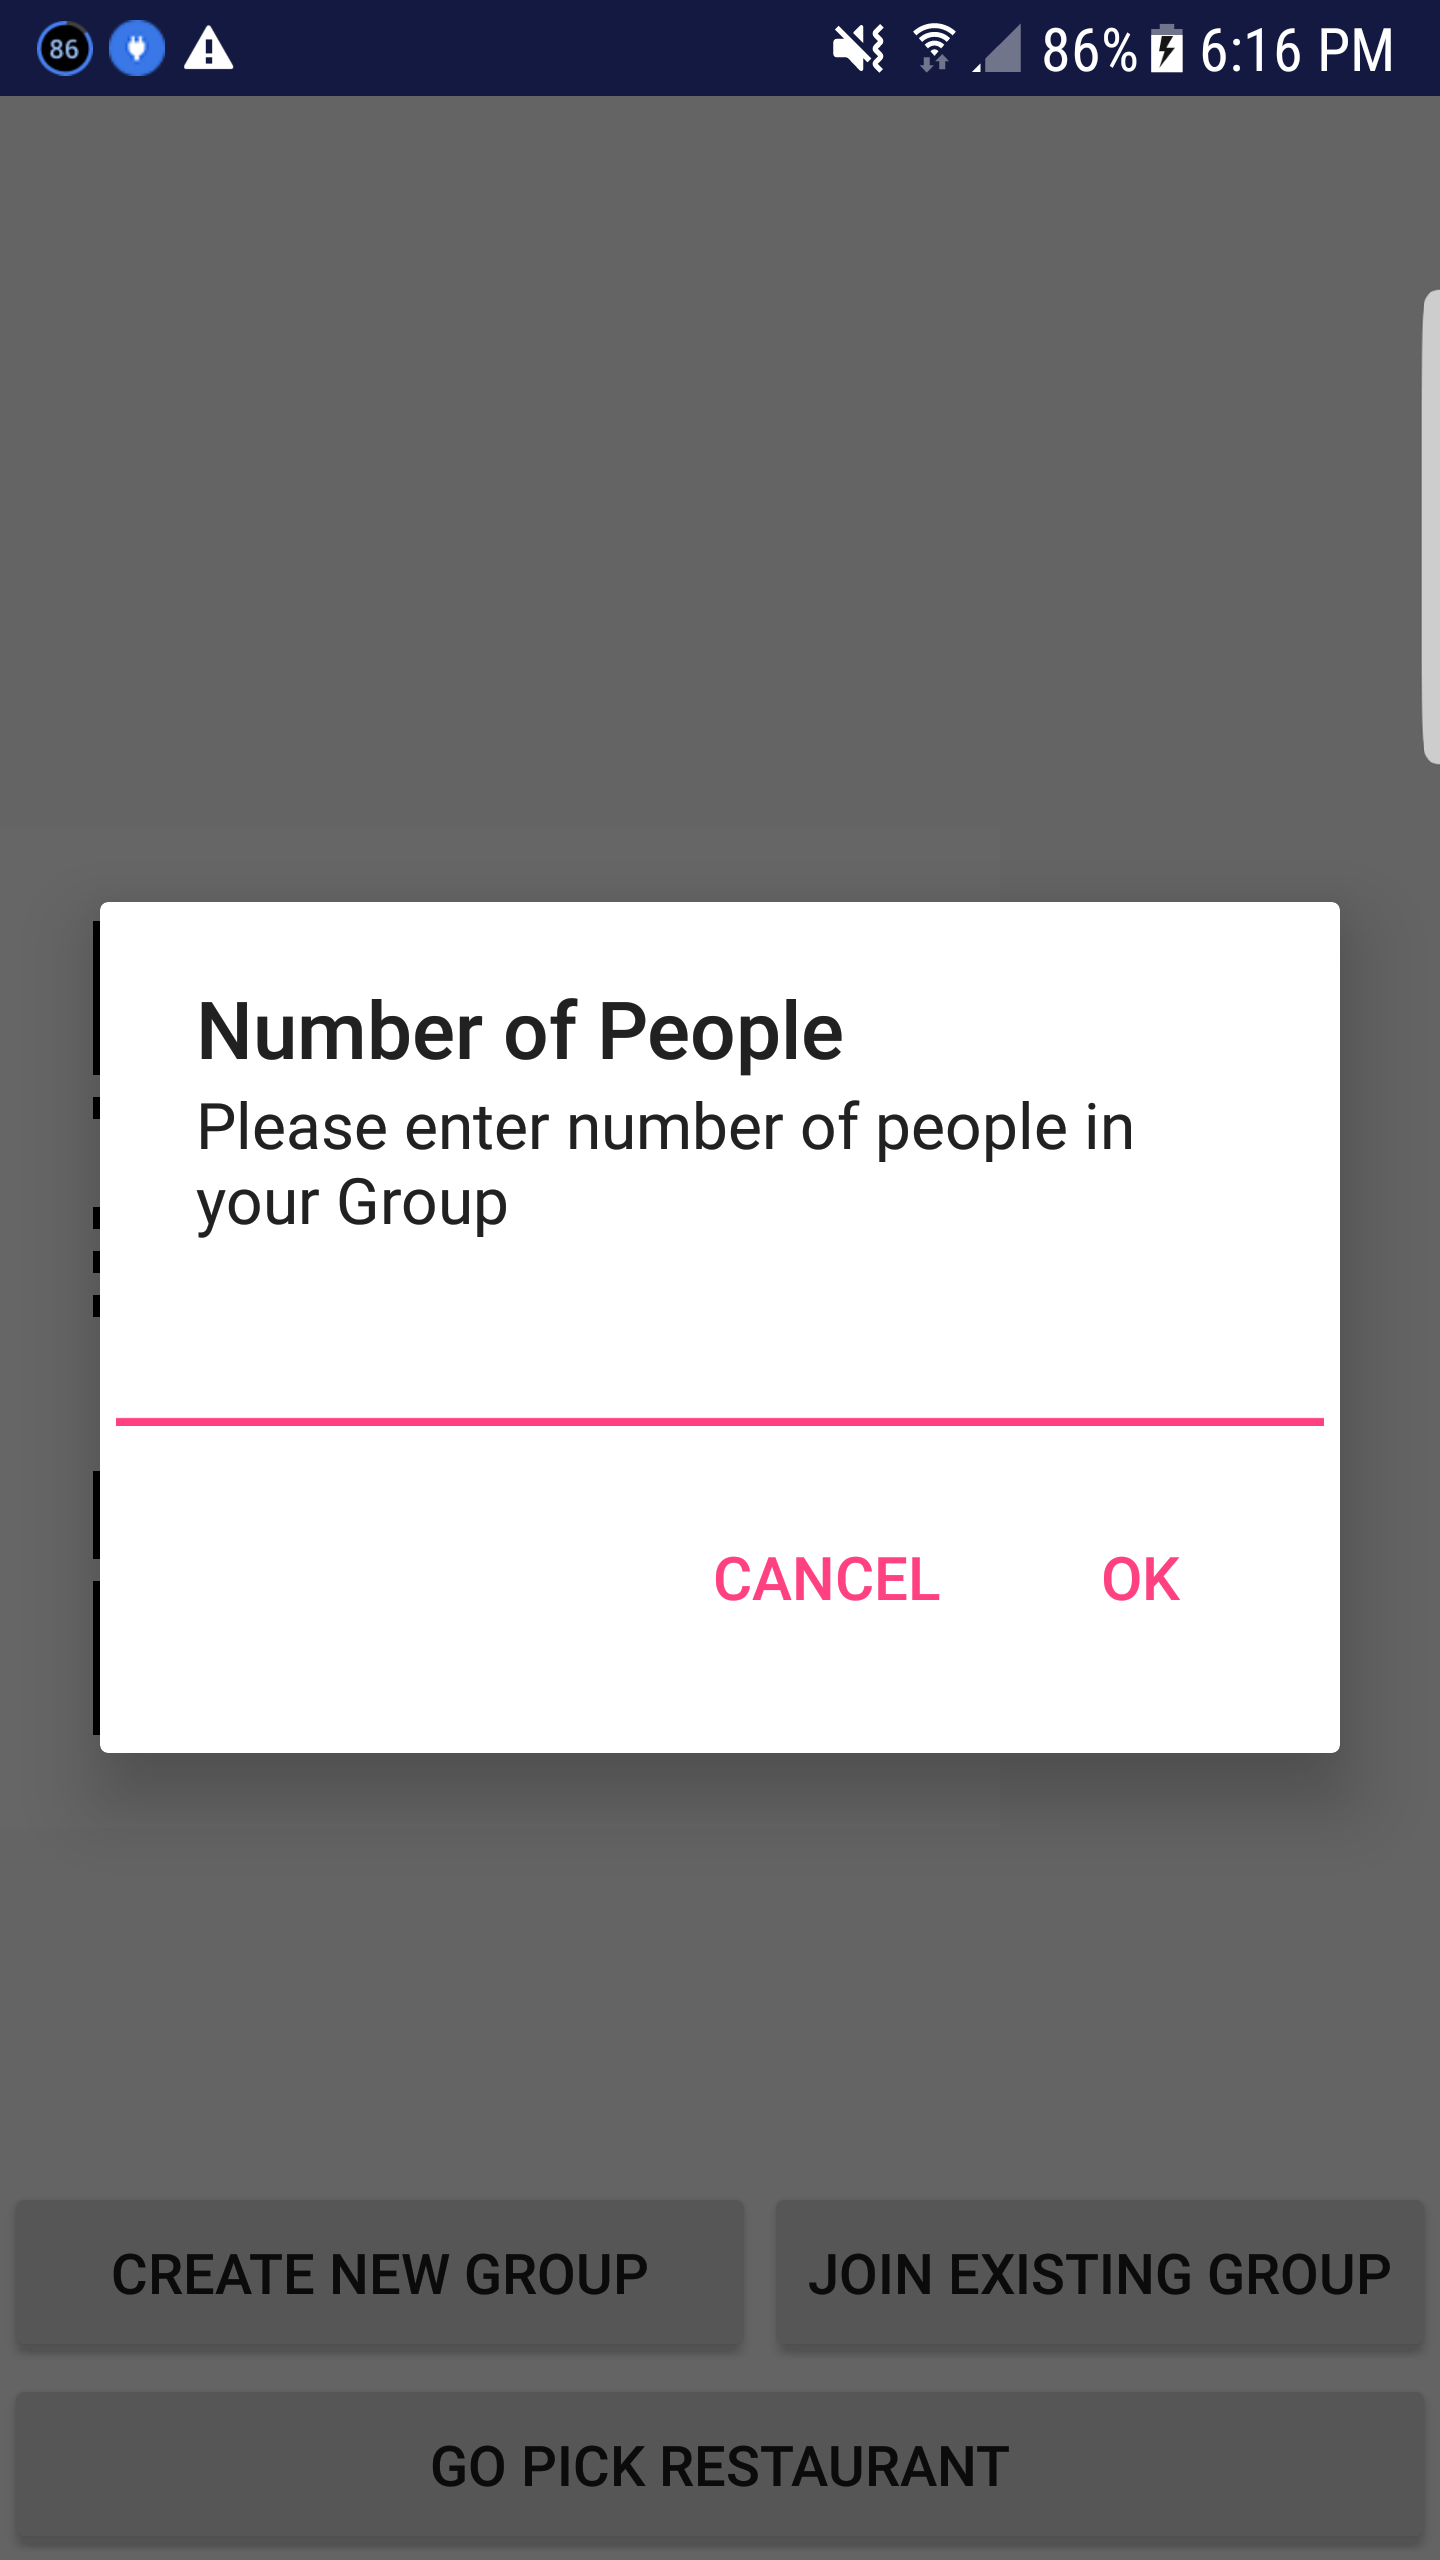 86
86% 6:16 PM
Number of People
Please enter number of people in
your Group
CANCEL OK
CREATE NEW GROUP JOIN EXISTING GROUP
GO PICK RESTAURANT